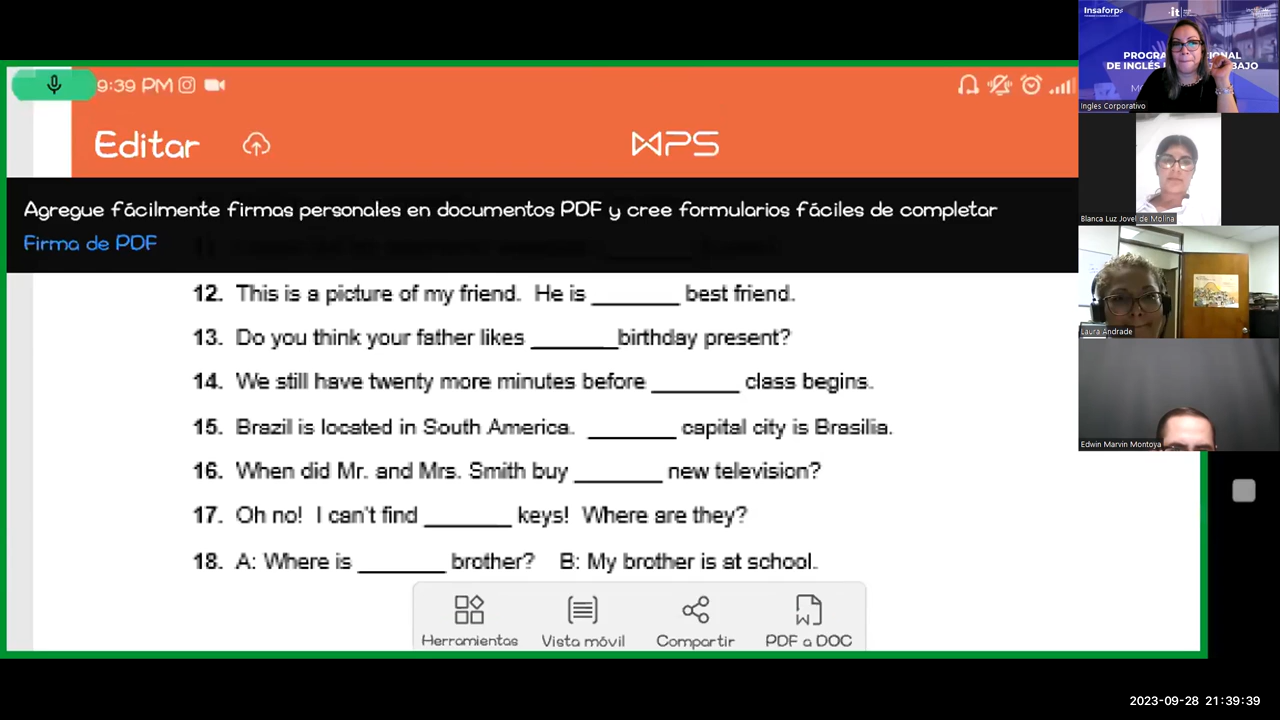 9:39 PM
Editar
WPS
Agregue fácilmente firmas personales en documentos PDF y cree formularios fáciles de completar
Firma de PDF
12. This is a picture of my friend. He is ________ best friend.
13. Do you think your father likes ________birthday present?
14. We still have twenty more minutes before ________ class begins.
15. Brazil is located in South America. ________ capital city is Brasilia.
16. When did Mr. and Mrs. Smith buy ________ new television?
17. Oh no! I can't find ________ keys! Where are they?
18. A: Where is ________ brother? B: My brother is at school.
Herramientas Vista móvil Compartir PDF a DOC
Insaforp
Ingles Corporativo
Blanca Luz Jovel de Molina
Laura Andrade
Edwin Marvin Montoya
2023-09-28 21:39:39